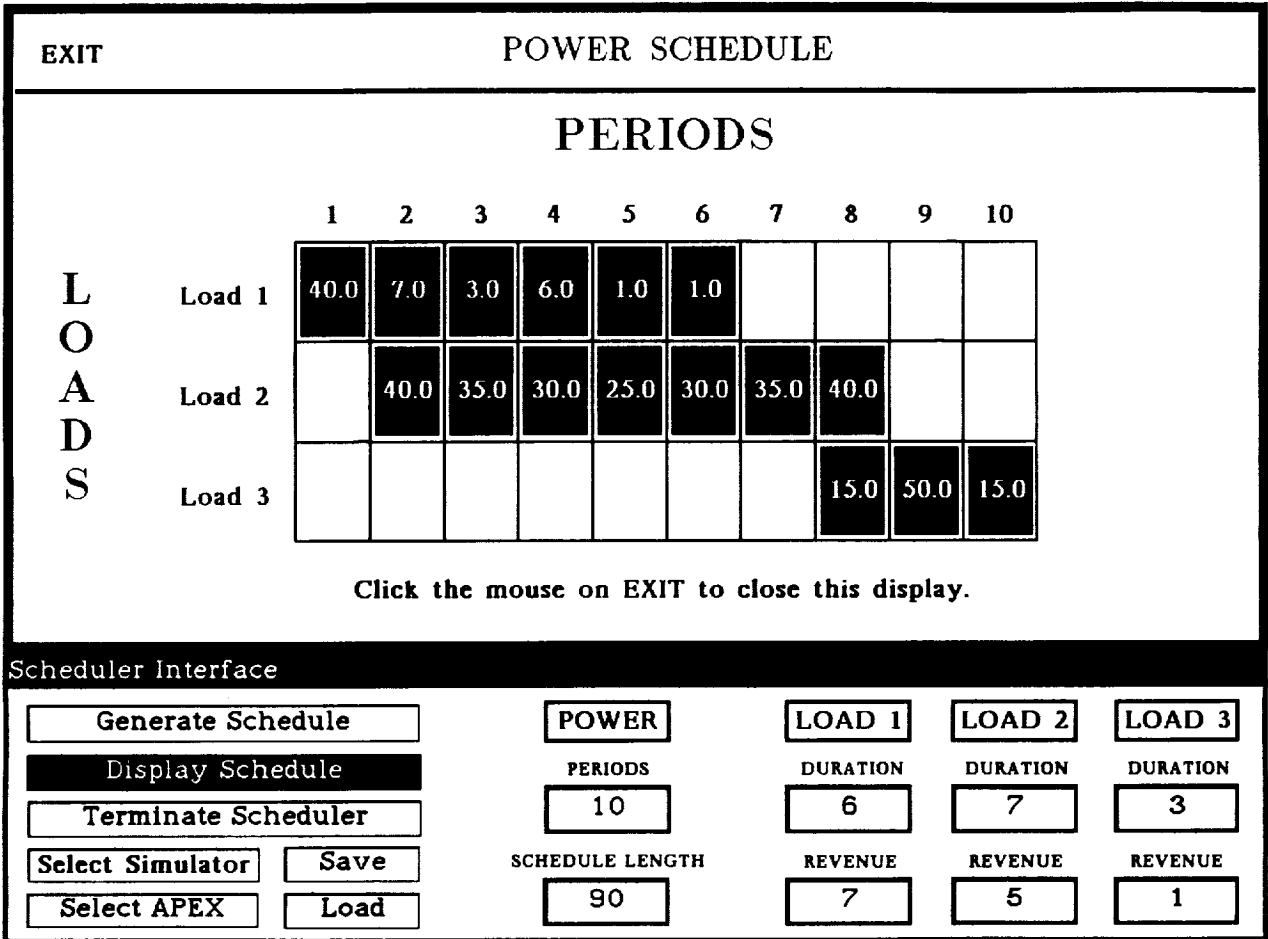 EXIT
POWER SCHEDULE
PERIODS
1 2 3 4 5 6 7 8 9 10
LOADS
Load 1 40.0 7.0 3.0 6.0 1.0 1.0
Load 2 40.0 35.0 30.0 25.0 30.0 35.0 40.0
Load 3 15.0 50.0 15.0
Click the mouse on EXIT to close this display.
Scheduler Interface
Generate Schedule POWER LOAD 1 LOAD 2 LOAD 3
Display Schedule PERIODS DURATION DURATION DURATION
Terminate Scheduler 10 6 7 3
Select Simulator Save SCHEDULE LENGTH REVENUE REVENUE REVENUE
Select APEX Load 90 7 5 1